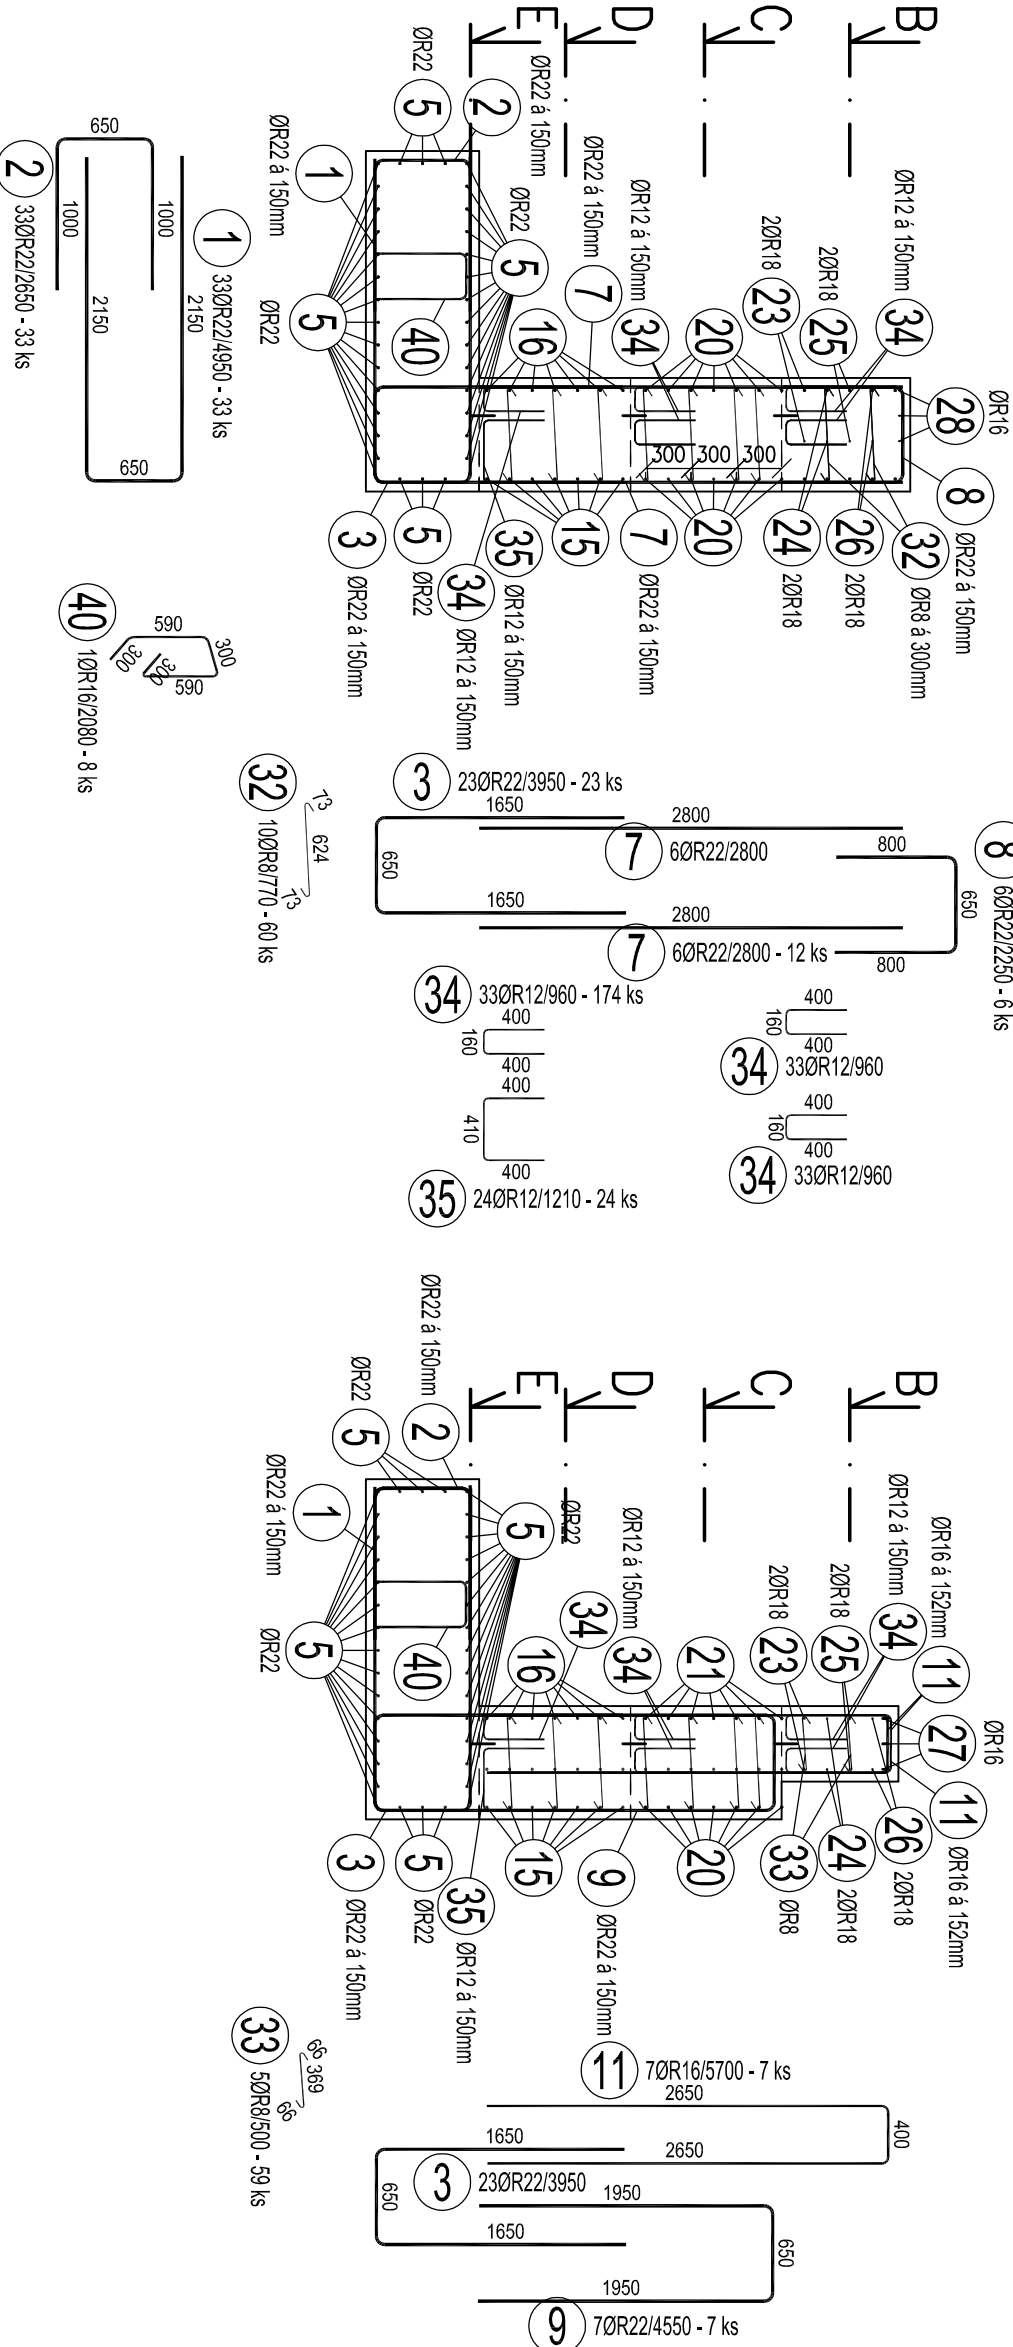 B
C
D
E
ØR22
5
2
ØR22 á 150mm
ØR22 á 150mm
ØR12 á 150mm
2ØR18
2ØR18
ØR12 á 150mm
1
ØR22 á 150mm
ØR22
5
7
34
23
25
34
5
ØR22
40
16
20
28
ØR16
300
300
300
3
ØR22 á 150mm
5
ØR22
34
ØR12 á 150mm
35
ØR12 á 150mm
15
7
ØR22 á 150mm
20
24
2ØR18
26
2ØR18
32
ØR8 á 300mm
8
ØR22 á 150mm
650
1000
1000
2
33ØR22/2650 - 33 ks
1
33ØR22/4950 - 33 ks
2150
2150
650
40
1ØR16/2080 - 8 ks
590
300
300
300
590
32
10ØR8/770 - 60 ks
73
624
73
3
23ØR22/3950 - 23 ks
1650
650
1650
2800
7
6ØR22/2800
2800
7
6ØR22/2800 - 12 ks
8
6ØR22/2250 - 6 ks
800
650
800
34
33ØR12/960 - 174 ks
400
160
400
400
410
400
35
24ØR12/1210 - 24 ks
400
160
400
34
33ØR12/960
400
160
400
34
33ØR12/960
B
C
D
E
ØR22 á 150mm
2
ØR22
5
1
ØR22 á 150mm
5
ØR22
ØR12 á 150mm
2ØR18
2ØR18
ØR12 á 150mm
ØR16 á 152mm
34
34
23
25
34
11
5
ØR22
40
16
21
27
ØR16
3
ØR22 á 150mm
5
ØR22
35
ØR12 á 150mm
15
9
ØR22 á 150mm
20
33
ØR8
24
2ØR18
26
2ØR18
11
ØR16 á 152mm
33
5ØR8/500 - 59 ks
66
369
66
11
7ØR16/5700 - 7 ks
2650
400
2650
1650
650
1650
3
23ØR22/3950
1950
650
1950
9
7ØR22/4550 - 7 ks